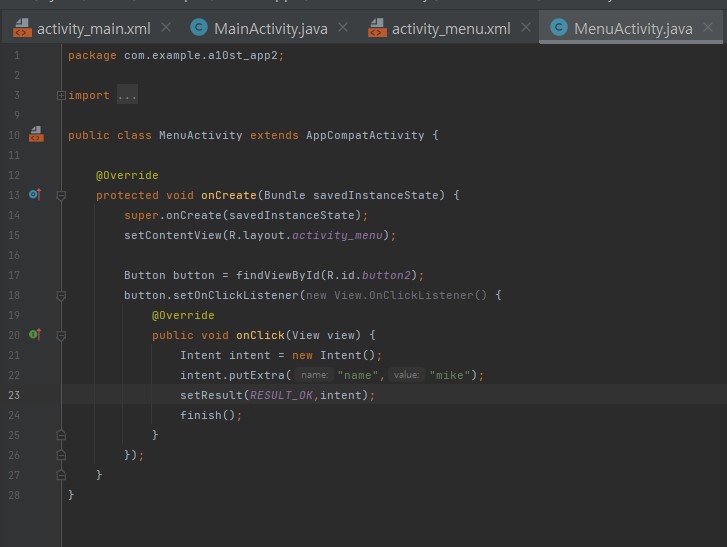 activity_main.xml × MainActivity.java × activity_menu.xml × MenuActivity.java ×
1 package com.example.a10st_app2;
2
3 import ...
9
10 public class MenuActivity extends AppCompatActivity {
11
12 @Override
13 protected void onCreate(Bundle savedInstanceState) {
14 super.onCreate(savedInstanceState);
15 setContentView(R.layout.activity_menu);
16
17 Button button = findViewById(R.id.button2);
18 button.setOnClickListener(new View.OnClickListener() {
19 @Override
20 public void onClick(View view) {
21 Intent intent = new Intent();
22 intent.putExtra( name: "name", value: "mike");
23 setResult(RESULT_OK,intent);
24 finish();
25 }
26 });
27 }
28 }